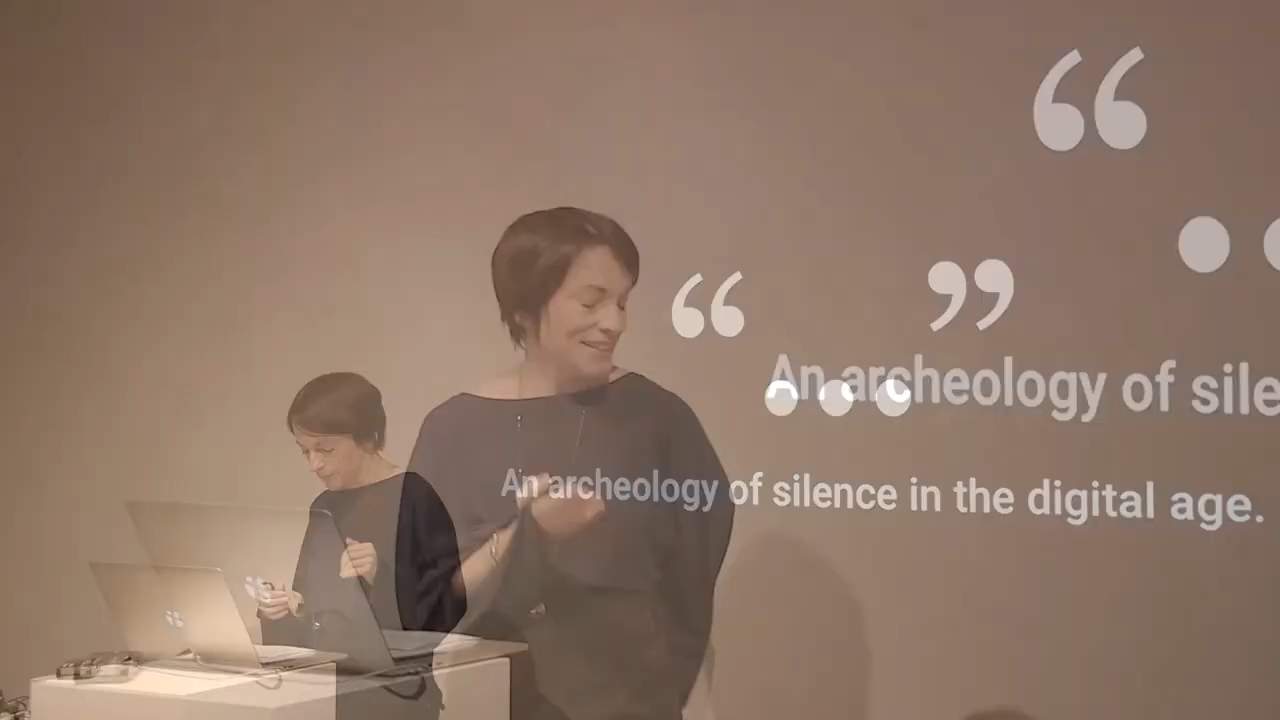 “
“ ”
An archeology of sile
An archeology of silence in the digital age.